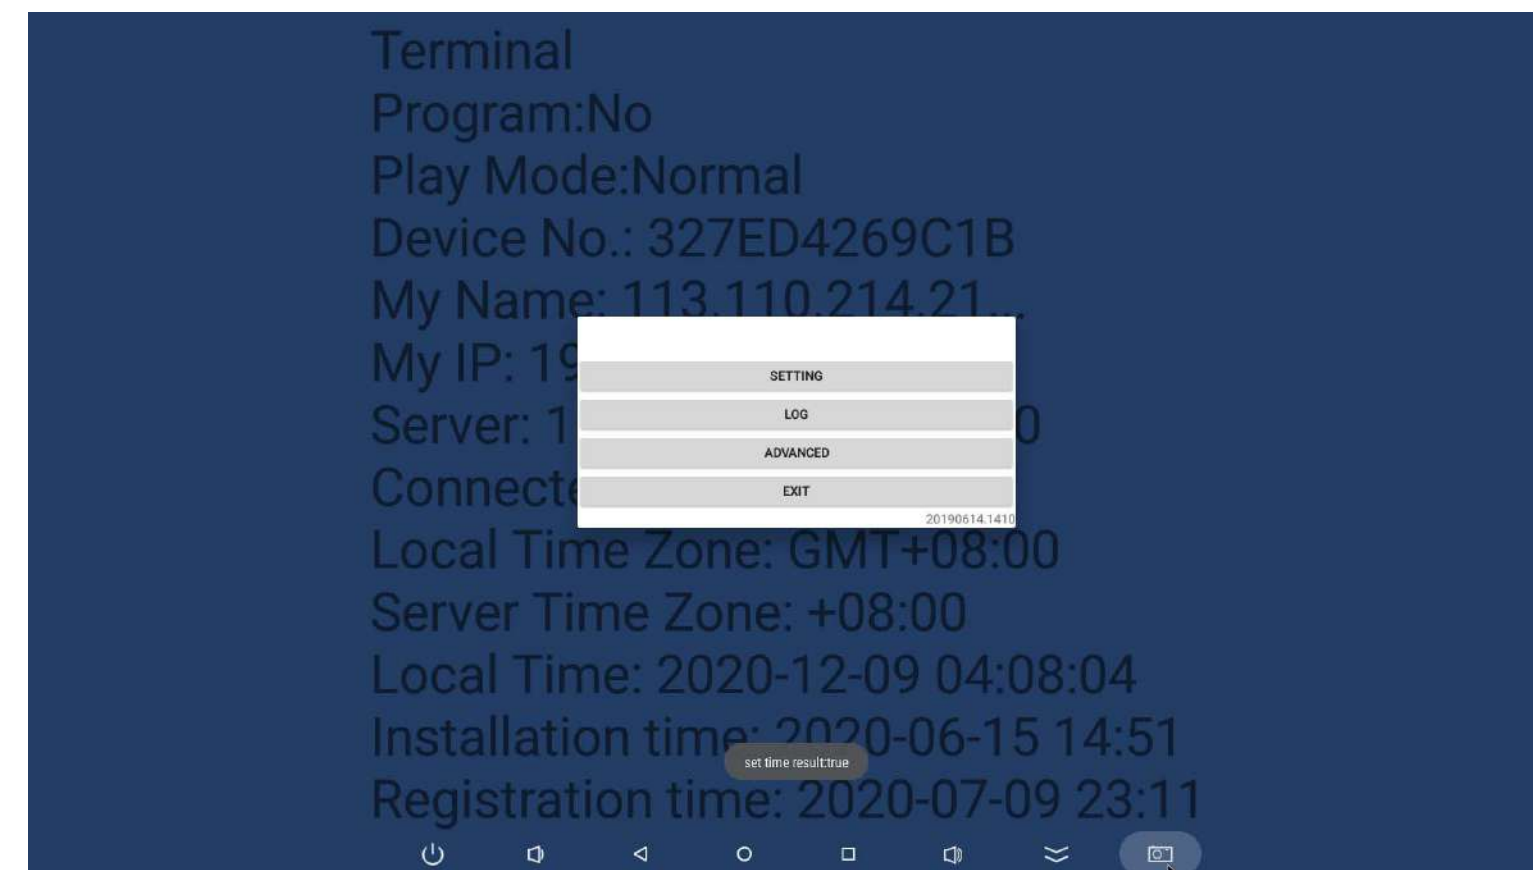 Terminal
Program:No
Play Mode:Normal
Device No.: 327ED4269C1B
My Name: 113.110.214.21...
My IP: 19
SETTING
Server: 1
LOG
0
ADVANCED
Connecte
EXIT
20190614.1410
Local Time Zone: GMT+08:00
Server Time Zone: +08:00
Local Time: 2020-12-09 04:08:04
Installation time: 2020-06-15 14:51
set time result:true
Registration time: 2020-07-09 23:11